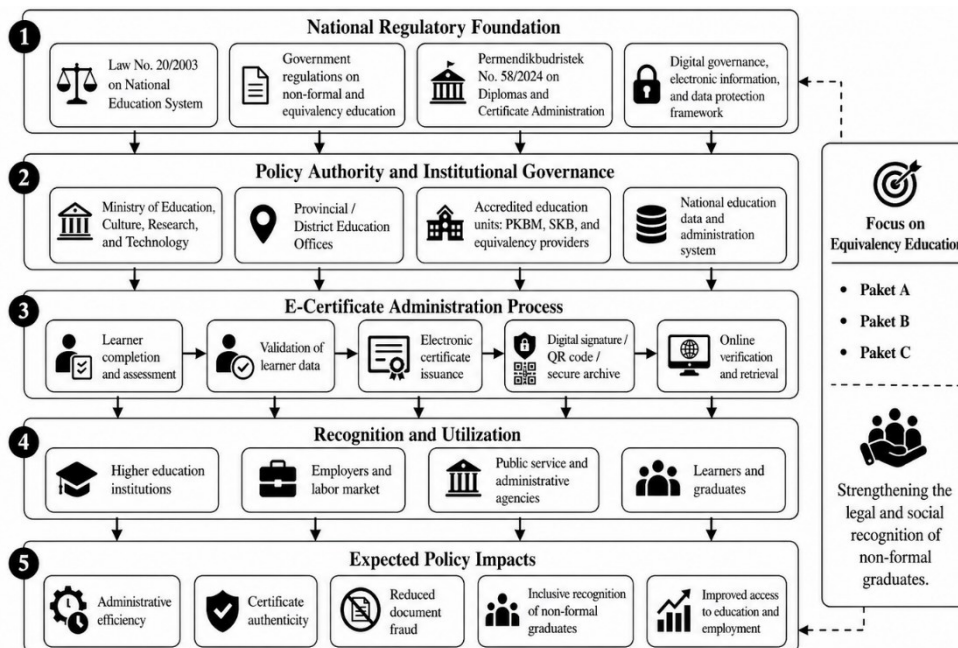 1
National Regulatory Foundation
Law No. 20/2003
on National
Education System
Government
regulations on
non-formal and
equivalency education
Permendikbudristek
No. 58/2024 on
Diplomas and
Certificate Administration
Digital governance,
electronic information,
and data protection
framework
2
Policy Authority and Institutional Governance
Ministry of Education,
Culture, Research,
and Technology
Provincial /
District Education
Offices
Accredited education
units: PKBM, SKB, and
equivalency providers
National education
data and
administration
system
3
E-Certificate Administration Process
Learner
completion
and assessment
Validation of
learner data
Electronic
certificate
issuance
Digital signature /
QR code /
secure archive
Online
verification
and retrieval
4
Recognition and Utilization
Higher education
institutions
Employers and
labor market
Public service and
administrative
agencies
Learners and
graduates
5
Expected Policy Impacts
Administrative
efficiency
Certificate
authenticity
Reduced
document
fraud
Inclusive recognition
of non-formal
graduates
Improved access
to education and
employment
Focus on
Equivalency Education
• Paket A
• Paket B
• Paket C
Strengthening the
legal and social
recognition of
non-formal
graduates.